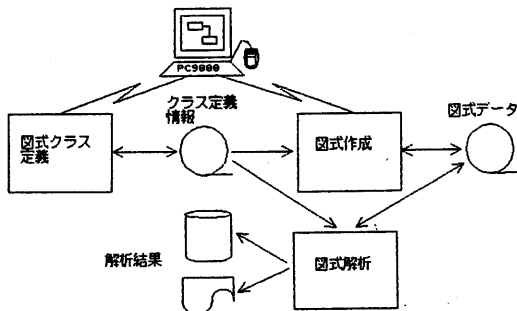 PC9800
クラス定義
情報
図式データ
図式クラス
定義
図式作成
解析結果
図式解析